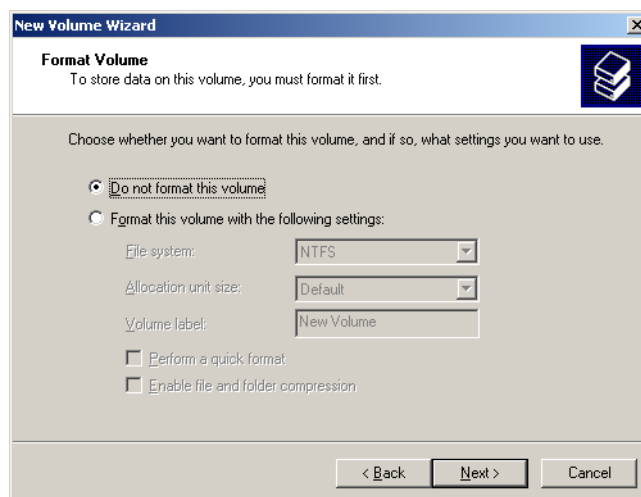 New Volume Wizard
Format Volume
To store data on this volume, you must format it first.
Choose whether you want to format this volume, and if so, what settings you want to use.
Do not format this volume
Format this volume with the following settings:
File system: NTFS
Allocation unit size: Default
Volume label: New Volume
Perform a quick format
Enable file and folder compression
< Back Next > Cancel